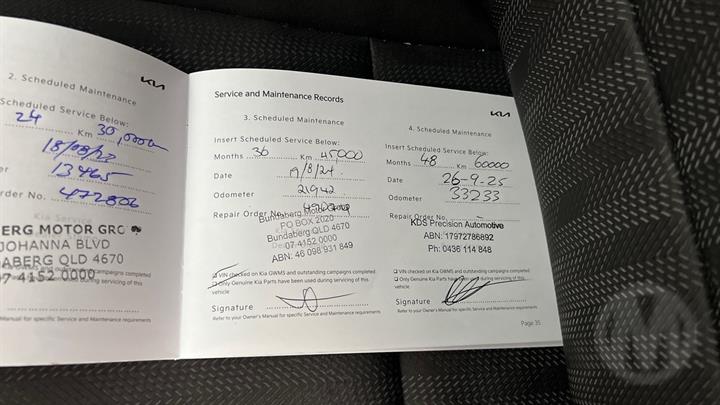 2. Scheduled Maintenance
KIA
Scheduled Service Below:
24 Km 30,000
18/08/23
13465
rder No. 472806
ERG MOTOR GRO
JOHANNA BLVD
ABERG QLD 4670
07 4152 0000
Manual for specific Service and Maintenance requirements
Service and Maintenance Records
KIA
3. Scheduled Maintenance
Insert Scheduled Service Below:
Months 36 Km 45000
Date /8/24
Odometer 21942
Repair Order No.
Bundaberg Motor
PO BOX 2020
Bundaberg QLD 4670
07 4152 0000
ABN: 46 098 931 849
VIN checked on Kia GWMS and outstanding campaigns completed
Only Genuine Kia Parts have been used during servicing of this
vehicle
Signature
Refer to your Owner's Manual for specific Service and Maintenance requirements
4. Scheduled Maintenance
Insert Scheduled Service Below:
Months 48 Km 60000
Date 26-9-25
Odometer 33233
Repair Order No. -
KDS Precision Automotive
ABN: 17972786892
Ph: 0436 114 848
VIN checked on Kia GWMS and outstanding campaigns completed
Only Genuine Kia Parts have been used during servicing of this
vehicle
Signature
Refer to your Owner's Manual for specific Service and Maintenance requirements
Page 35